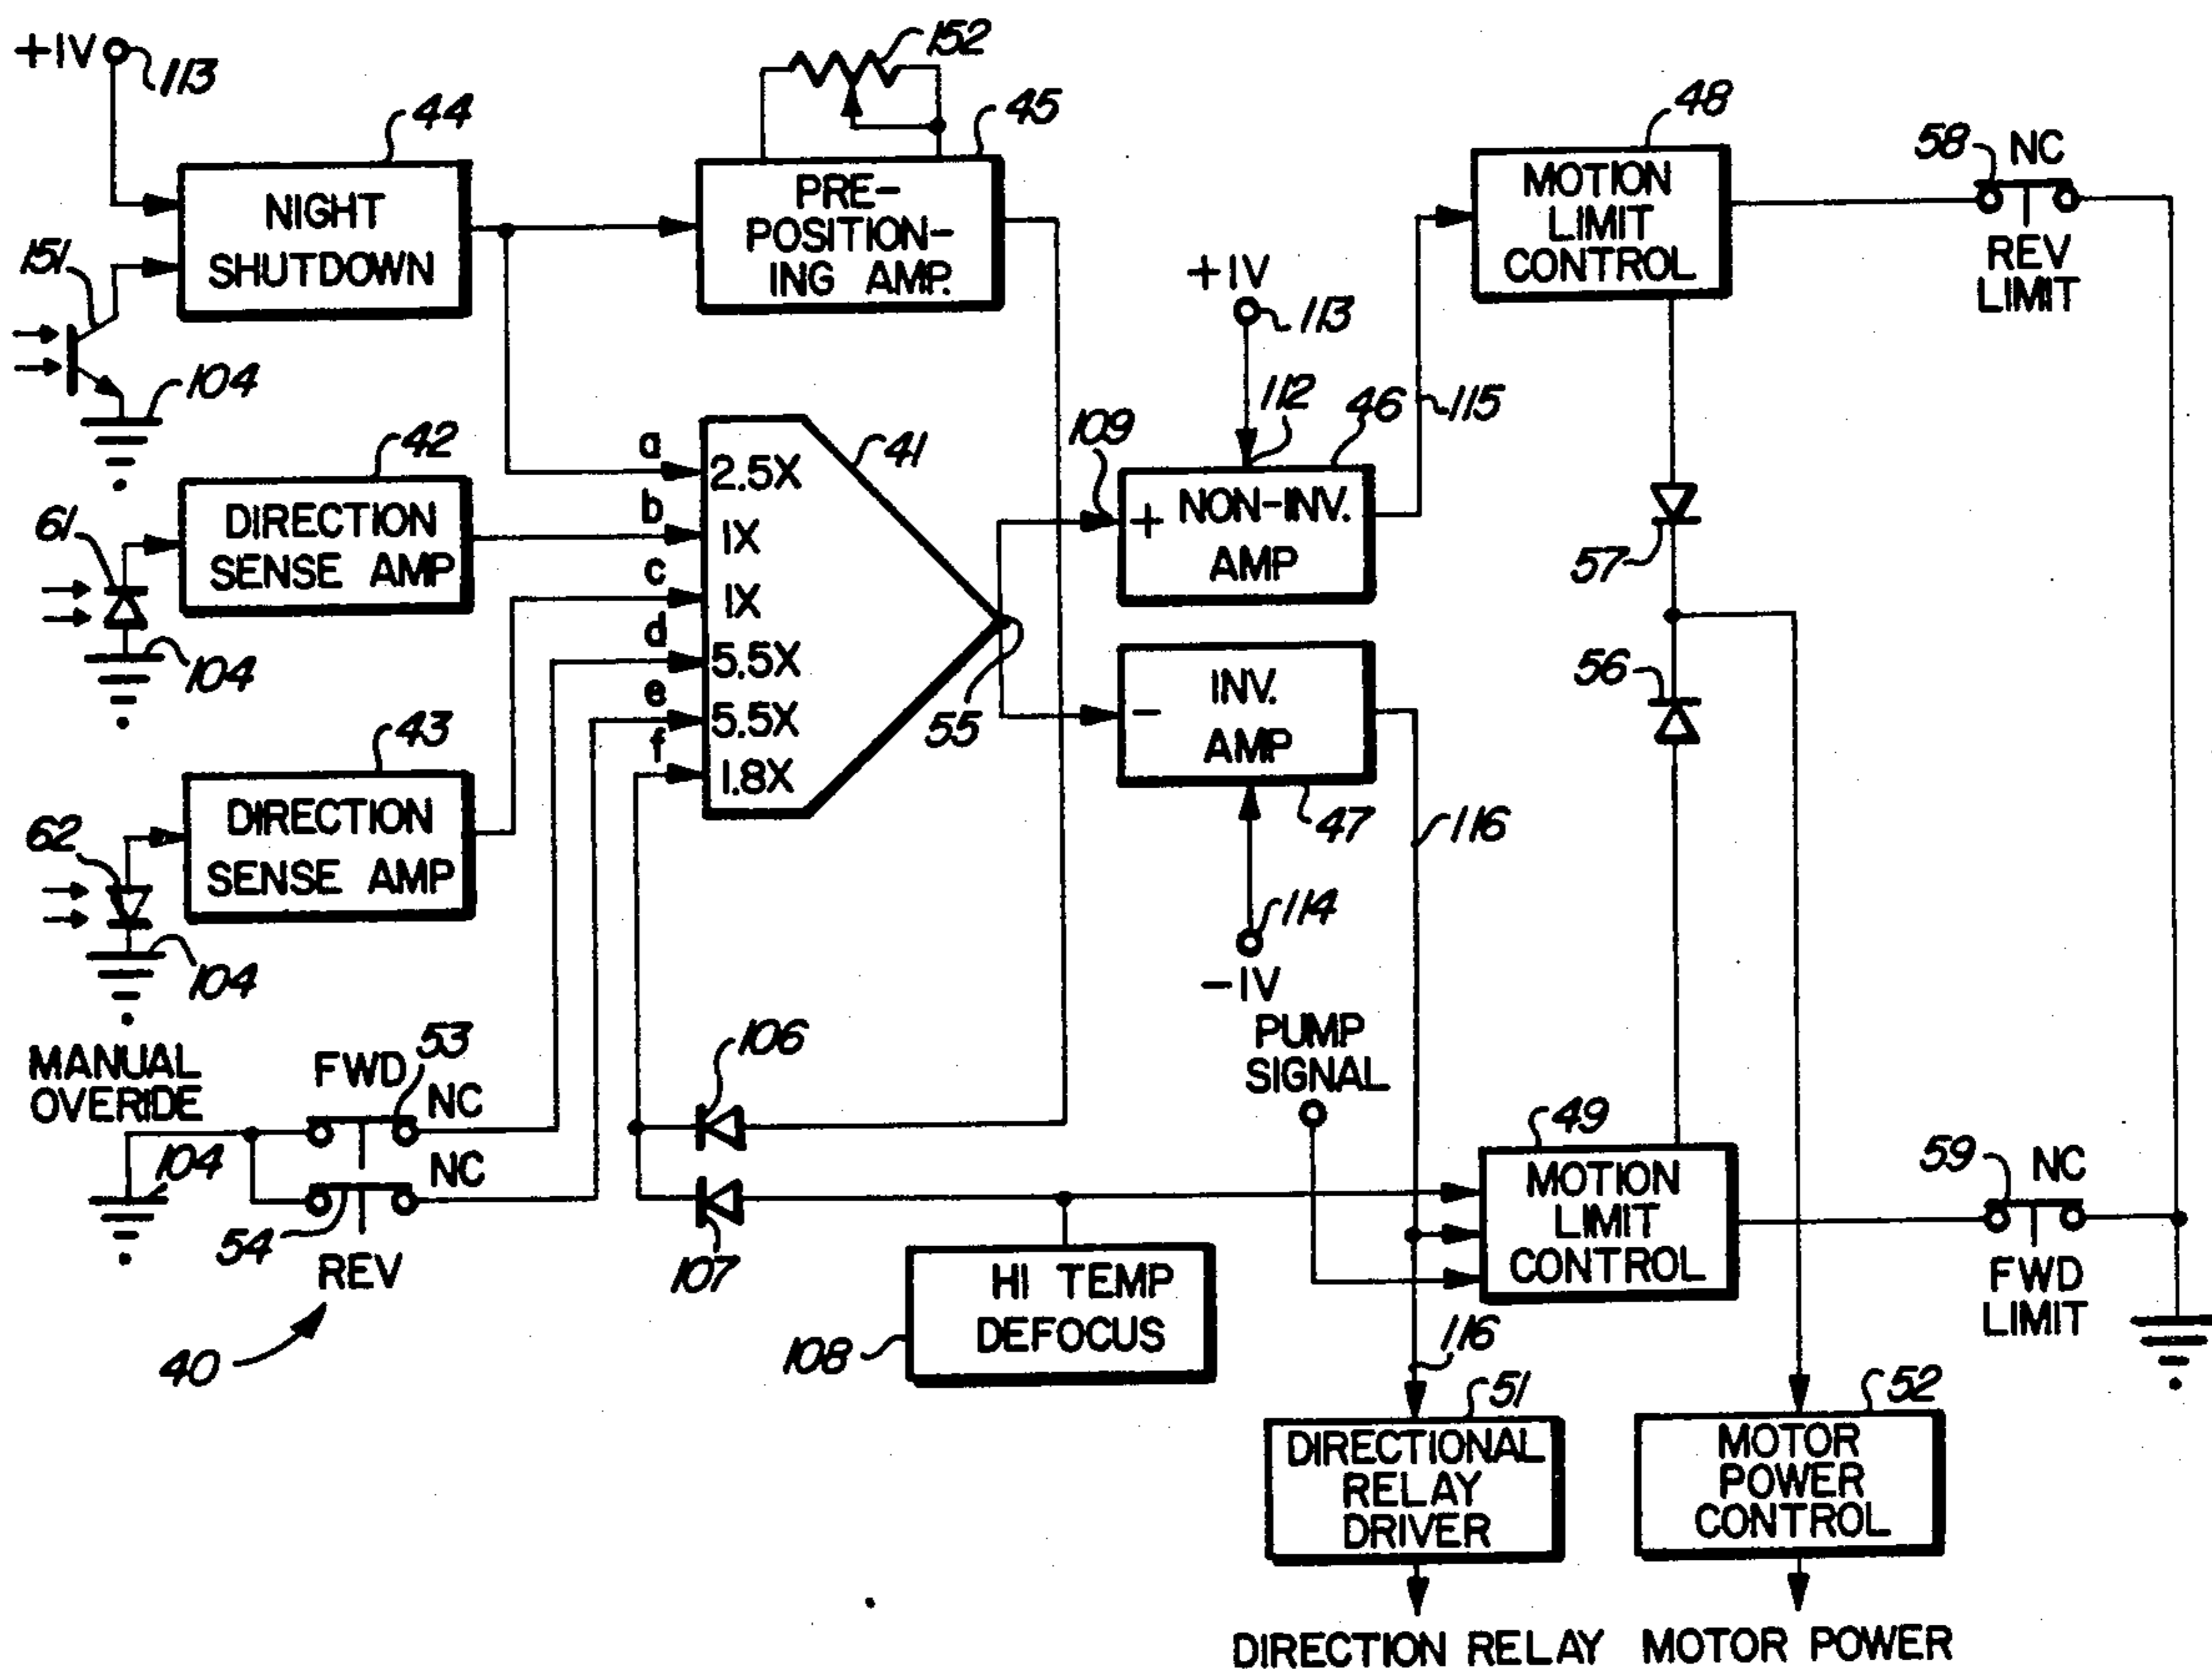 +1V
113
44
NIGHT
SHUTDOWN
151
104
152
45
PRE-
POSITION-
ING AMP.
48
MOTION
LIMIT
CONTROL
58
NC
REV
LIMIT
42
DIRECTION
SENSE AMP
61
104
43
DIRECTION
SENSE AMP
62
104
a
2.5X
b
1X
c
1X
d
5.5X
e
5.5X
f
1.8X
41
55
+1V
113
112
46
109
115
+
NON-INV.
AMP
-
INV.
AMP
47
116
114
-1V
57
56
MANUAL
OVERIDE
FWD
53
NC
104
NC
54
REV
40
106
107
HI TEMP
DEFOCUS
108
PUMP
SIGNAL
49
MOTION
LIMIT
CONTROL
59
NC
FWD
LIMIT
116
51
DIRECTIONAL
RELAY
DRIVER
52
MOTOR
POWER
CONTROL
DIRECTION RELAY
MOTOR POWER